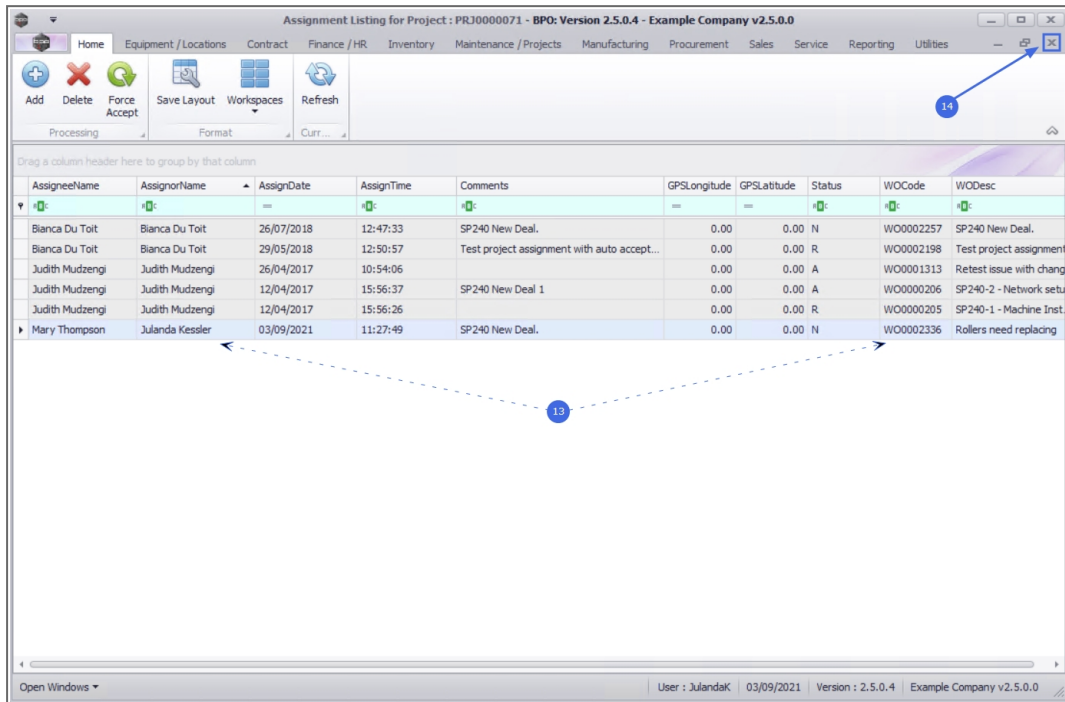 Assignment Listing for Project : PRJ0000071 - BPO: Version 2.5.0.4 - Example Company v2.5.0.0
Home Equipment / Locations Contract Finance / HR Inventory Maintenance / Projects Manufacturing Procurement Sales Service Reporting Utilities
Add Delete Force Accept Save Layout Workspaces Refresh
14
Processing Format Curr...
Drag a column header here to group by that column
AssigneeName AssignorName AssignDate AssignTime Comments GPSLongitude GPSLatitude Status WOCode WODesc
Bianca Du Toit Bianca Du Toit 26/07/2018 12:47:33 SP240 New Deal. 0.00 0.00 N WO0002257 SP240 New Deal.
Bianca Du Toit Bianca Du Toit 29/05/2018 12:50:57 Test project assignment with auto accept... 0.00 0.00 R WO0002198 Test project assignment
Judith Mudzengi Judith Mudzengi 26/04/2017 10:54:06 0.00 0.00 A WO0001313 Retest issue with chang
Judith Mudzengi Judith Mudzengi 12/04/2017 15:56:37 SP240 New Deal 1 0.00 0.00 A WO0000206 SP240-2 - Network setu
Judith Mudzengi Judith Mudzengi 12/04/2017 15:56:26 0.00 0.00 R WO0000205 SP240-1 - Machine Inst.
Mary Thompson Julanda Kessler 03/09/2021 11:27:49 SP240 New Deal. 0.00 0.00 N WO0002336 Rollers need replacing
13
Open Windows User : JulandaK 03/09/2021 Version : 2.5.0.4 Example Company v2.5.0.0